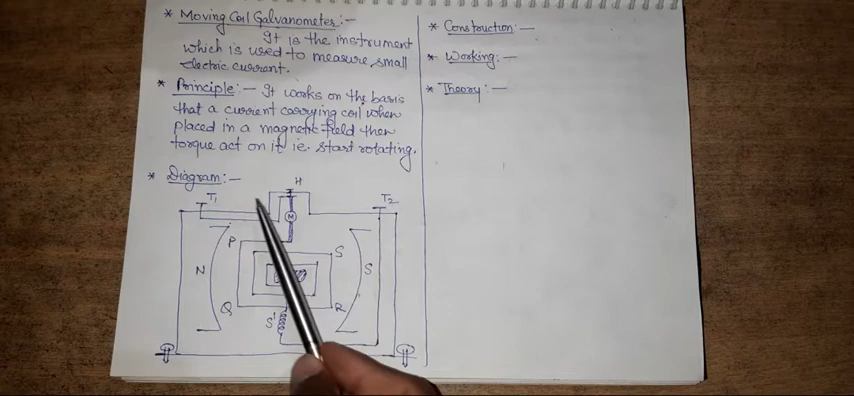 * Moving Coil Galvanometer:-
It is the instrument
which is used to measure small
electric current.
* Principle:- It works on the basis
that a current carrying coil when
placed in a magnetic field then
torque act on it i.e. start rotating.
* Diagram:-
H
T1
T2
M
P
S
N
S
Q
R
S'
* Construction:-
* Working:-
* Theory:-